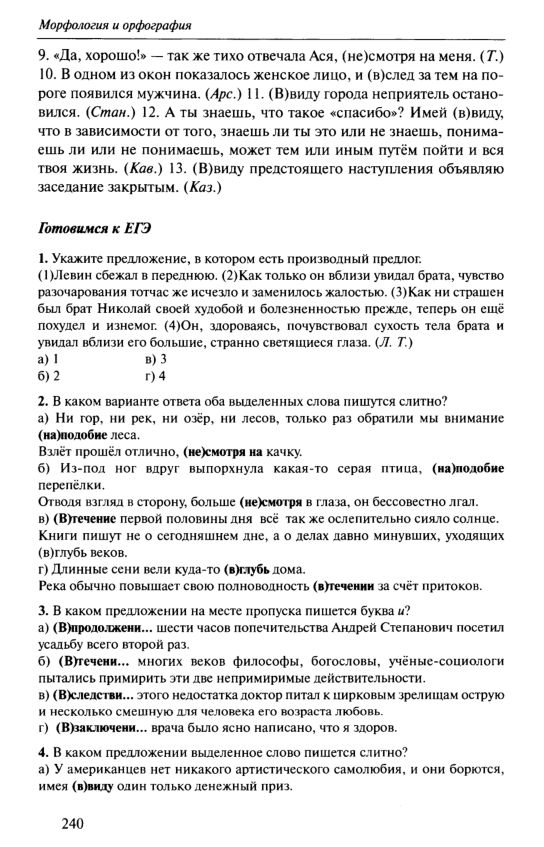 Морфология и орфография
9. «Да, хорошо!» — так же тихо отвечала Ася, (не)смотря на меня. (Т.)
10. В одном из окон показалось женское лицо, и (в)след за тем на по-
роге появился мужчина. (Арс.) 11. (В)виду города неприятель остано-
вился. (Стан.) 12. А ты знаешь, что такое «спасибо»? Имей (в)виду,
что в зависимости от того, знаешь ли ты это или не знаешь, понима-
ешь ли или не понимаешь, может тем или иным путём пойти и вся
твоя жизнь. (Кав.) 13. (В)виду предстоящего наступления объявляю
заседание закрытым. (Каз.)
Готовимся к ЕГЭ
1. Укажите предложение, в котором есть производный предлог.
(1)Левин сбежал в переднюю. (2)Как только он вблизи увидал брата, чувство
разочарования тотчас же исчезло и заменилось жалостью. (3)Как ни страшен
был брат Николай своей худобой и болезненностью прежде, теперь он ещё
похудел и изнемог. (4)Он, здороваясь, почувствовал сухость тела брата и
увидал вблизи его большие, странно светящиеся глаза. (Л. Т.)
а) 1 в) 3
б) 2 г) 4
2. В каком варианте ответа оба выделенных слова пишутся слитно?
а) Ни гор, ни рек, ни озёр, ни лесов, только раз обратили мы внимание
(на)подобие леса.
Взлёт прошёл отлично, (не)смотря на качку.
б) Из-под ног вдруг выпорхнула какая-то серая птица, (на)подобие
перепёлки.
Отводя взгляд в сторону, больше (не)смотря в глаза, он бессовестно лгал.
в) (В)течение первой половины дня всё так же ослепительно сияло солнце.
Книги пишут не о сегодняшнем дне, а о делах давно минувших, уходящих
(в)глубь веков.
г) Длинные сени вели куда-то (в)глубь дома.
Река обычно повышает свою полноводность (в)течении за счёт притоков.
3. В каком предложении на месте пропуска пишется буква и?
а) (В)продолжени... шести часов попечительства Андрей Степанович посетил
усадьбу всего второй раз.
б) (В)течени... многих веков философы, богословы, учёные-социологи
пытались примирить эти две непримиримые действительности.
в) (В)следстви... этого недостатка доктор питал к цирковым зрелищам острую
и несколько смешную для человека его возраста любовь.
г) (В)заключени... врача было ясно написано, что я здоров.
4. В каком предложении выделенное слово пишется слитно?
а) У американцев нет никакого артистического самолюбия, и они борются,
имея (в)виду один только денежный приз.
240